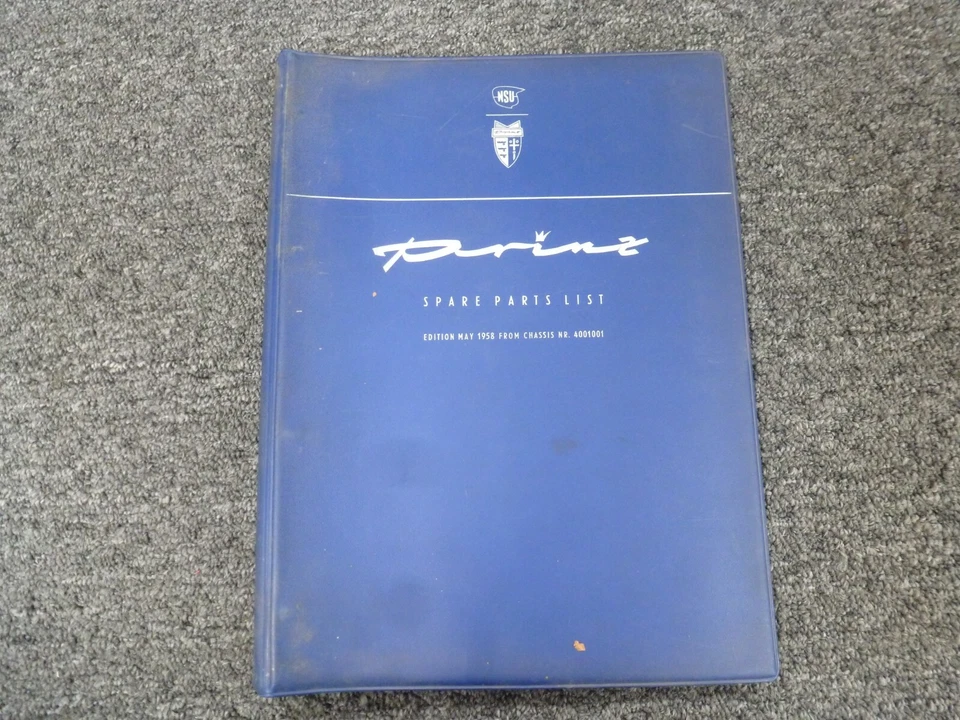 NSU
Prinz
SPARE PARTS LIST
EDITION MAY 1958 FROM CHASSIS NR. 4001001